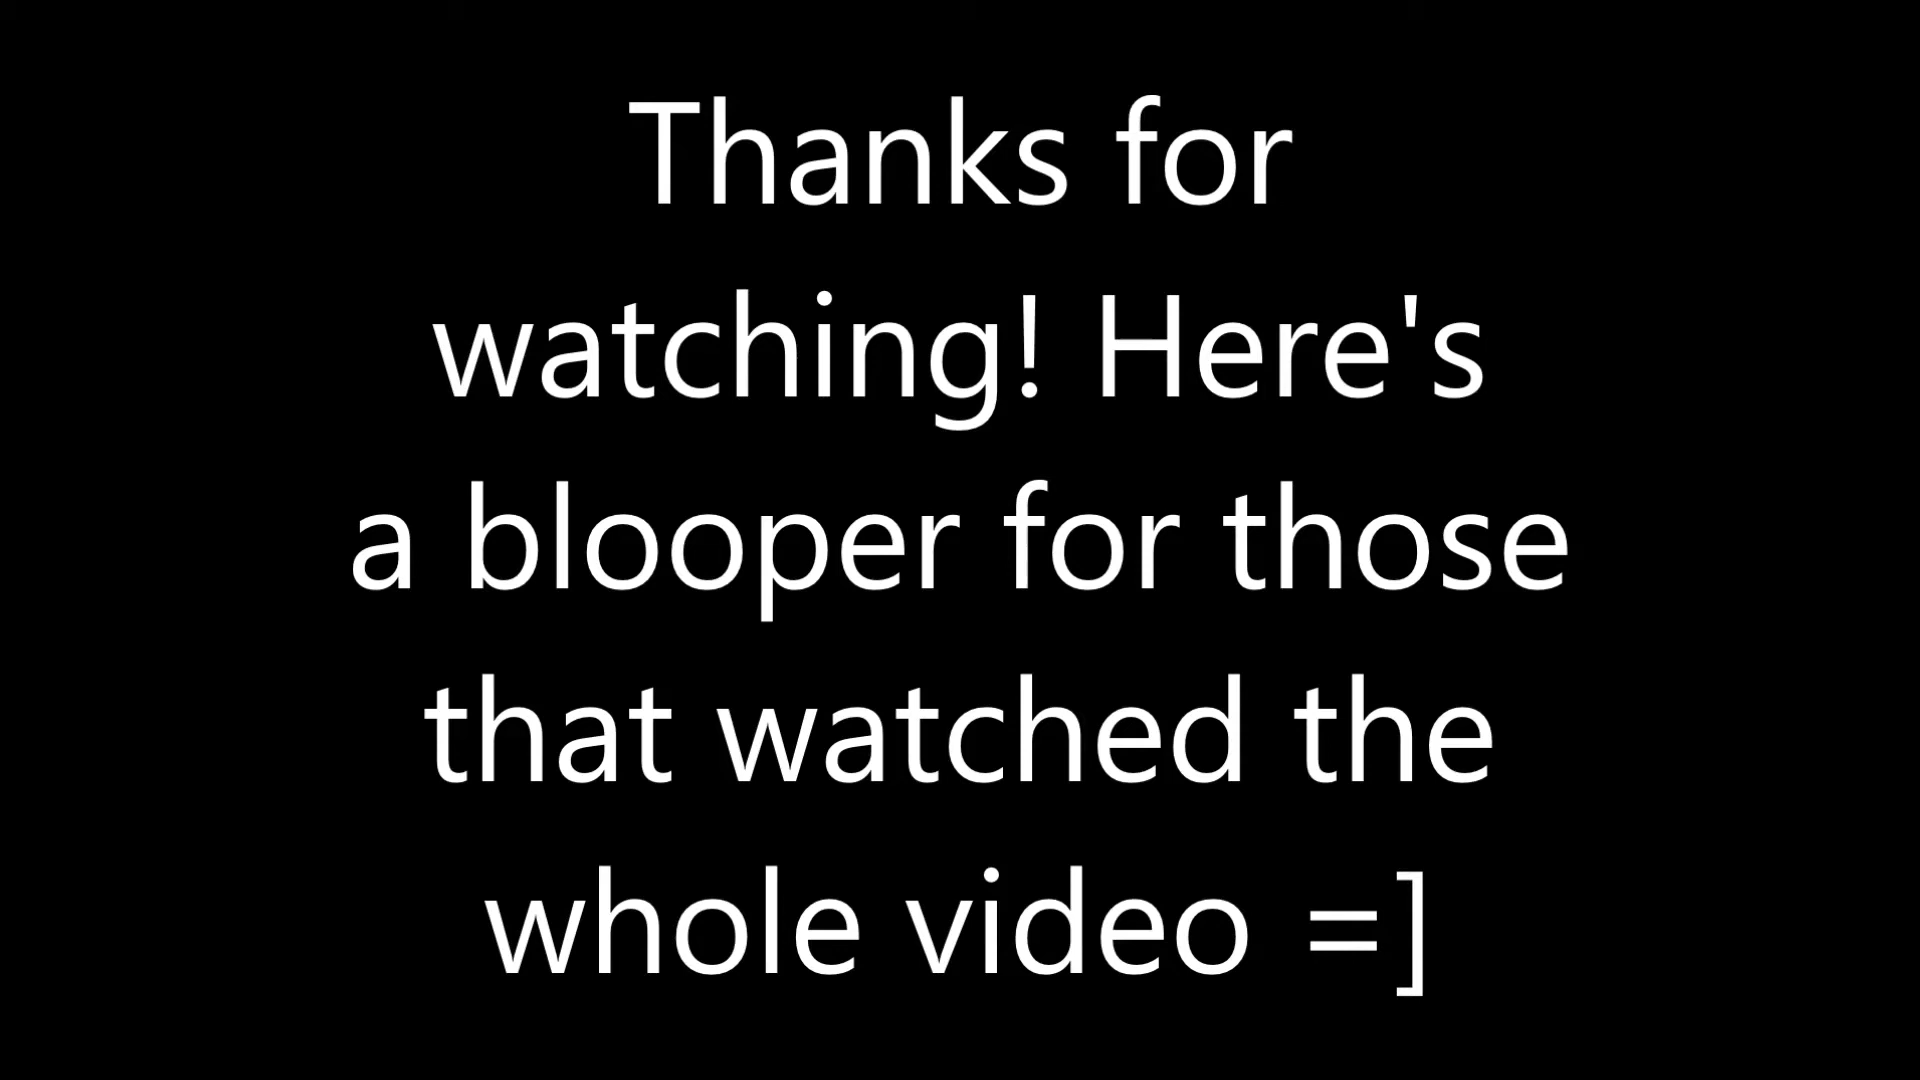 Thanks for
watching! Here's
a blooper for those
that watched the
whole video =]